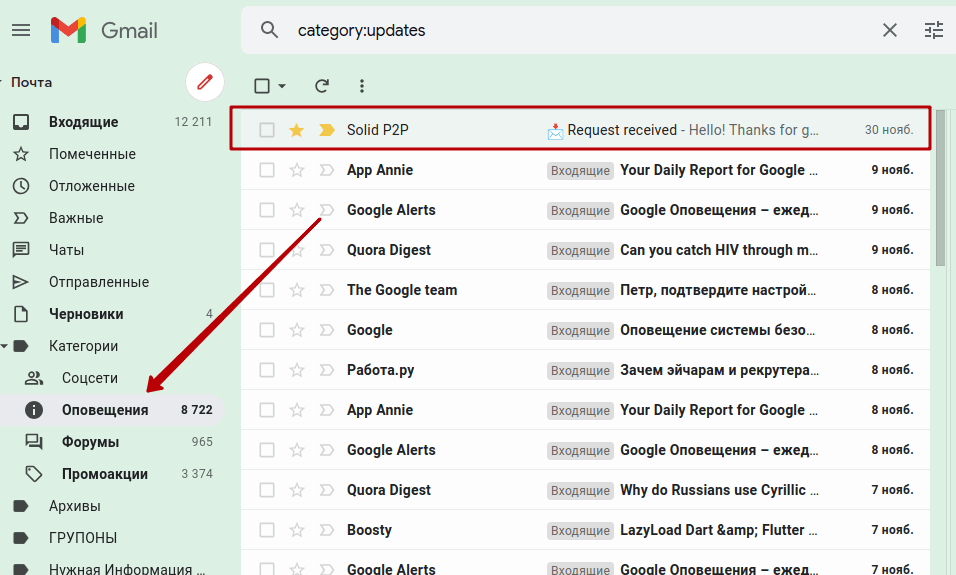 Gmail
category:updates
Почта
Входящие 12 211
Помеченные
Отложенные
Важные
Чаты
Отправленные
Черновики 4
Категории
Соцсети
Оповещения 8 722
Форумы 965
Промоакции 3 374
Архивы
ГРУПОНЫ
Нужная Информация ...
Solid P2P 📩 Request received - Hello! Thanks for g... 30 нояб.
App Annie Входящие Your Daily Report for Google ... 9 нояб.
Google Alerts Входящие Google Оповещения – ежед... 9 нояб.
Quora Digest Входящие Can you catch HIV through m... 9 нояб.
The Google team Входящие Петр, подтвердите настрой... 8 нояб.
Google Входящие Оповещение системы безо... 8 нояб.
Работа.ру Входящие Зачем эйчарам и рекрутера... 8 нояб.
App Annie Входящие Your Daily Report for Google ... 8 нояб.
Google Alerts Входящие Google Оповещения – ежед... 8 нояб.
Quora Digest Входящие Why do Russians use Cyrillic ... 7 нояб.
Boosty Входящие LazyLoad Dart &amp; Flutter ... 7 нояб.
Google Alerts Входящие Google Оповещения – ежед... 7 нояб.